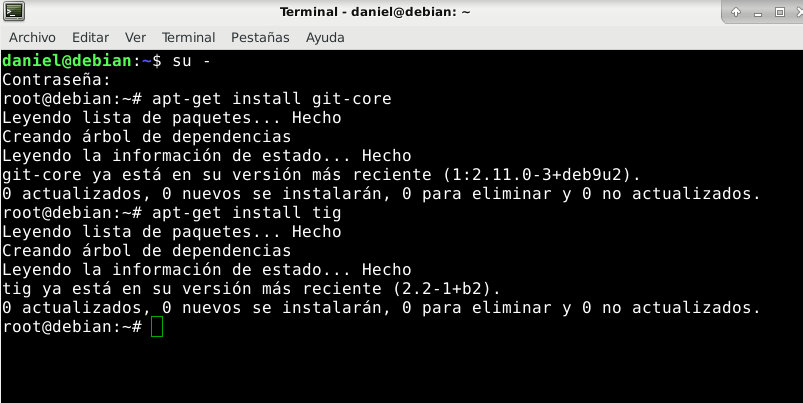 Terminal - daniel@debian: ~
Archivo Editar Ver Terminal Pestañas Ayuda
daniel@debian:~$ su -
Contraseña:
root@debian:~# apt-get install git-core
Leyendo lista de paquetes... Hecho
Creando árbol de dependencias
Leyendo la información de estado... Hecho
git-core ya está en su versión más reciente (1:2.11.0-3+deb9u2).
0 actualizados, 0 nuevos se instalarán, 0 para eliminar y 0 no actualizados.
root@debian:~# apt-get install tig
Leyendo lista de paquetes... Hecho
Creando árbol de dependencias
Leyendo la información de estado... Hecho
tig ya está en su versión más reciente (2.2-1+b2).
0 actualizados, 0 nuevos se instalarán, 0 para eliminar y 0 no actualizados.
root@debian:~#